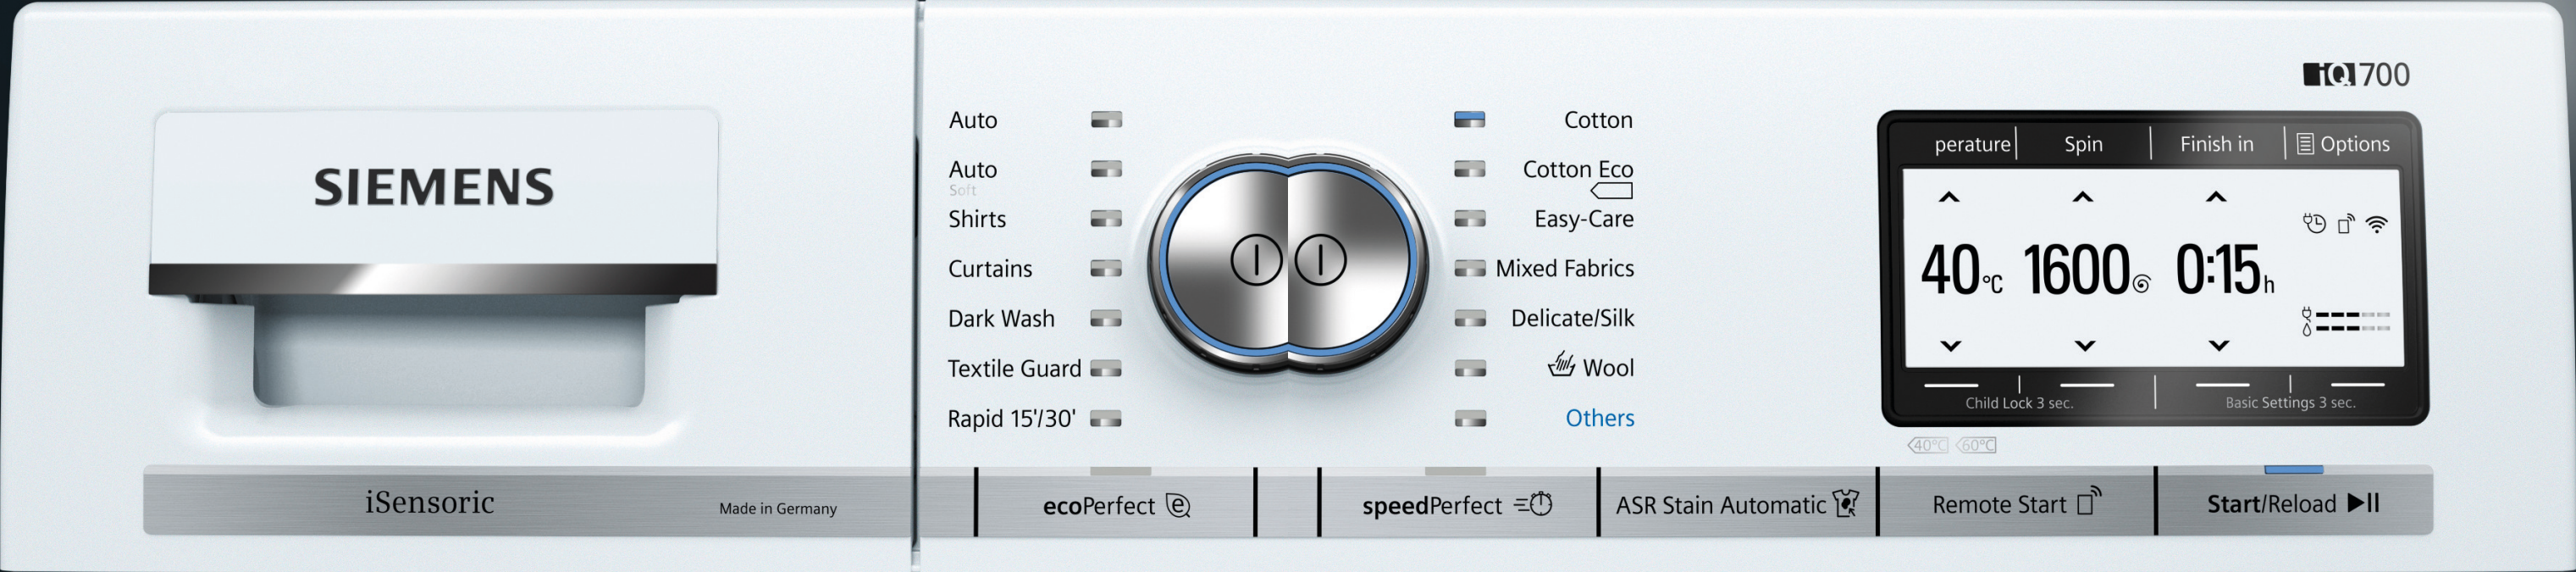 SIEMENS
iSensoric
Made in Germany
Auto
Auto
Soft
Shirts
Curtains
Dark Wash
Textile Guard
Rapid 15'/30'
Cotton
Cotton Eco
Easy-Care
Mixed Fabrics
Delicate/Silk
Wool
Others
iQ700
perature Spin Finish in Options
40°C 1600 0:15h
Child Lock 3 sec. Basic Settings 3 sec.
40°C 60°C
ecoPerfect e
speedPerfect
ASR Stain Automatic
Remote Start
Start/Reload